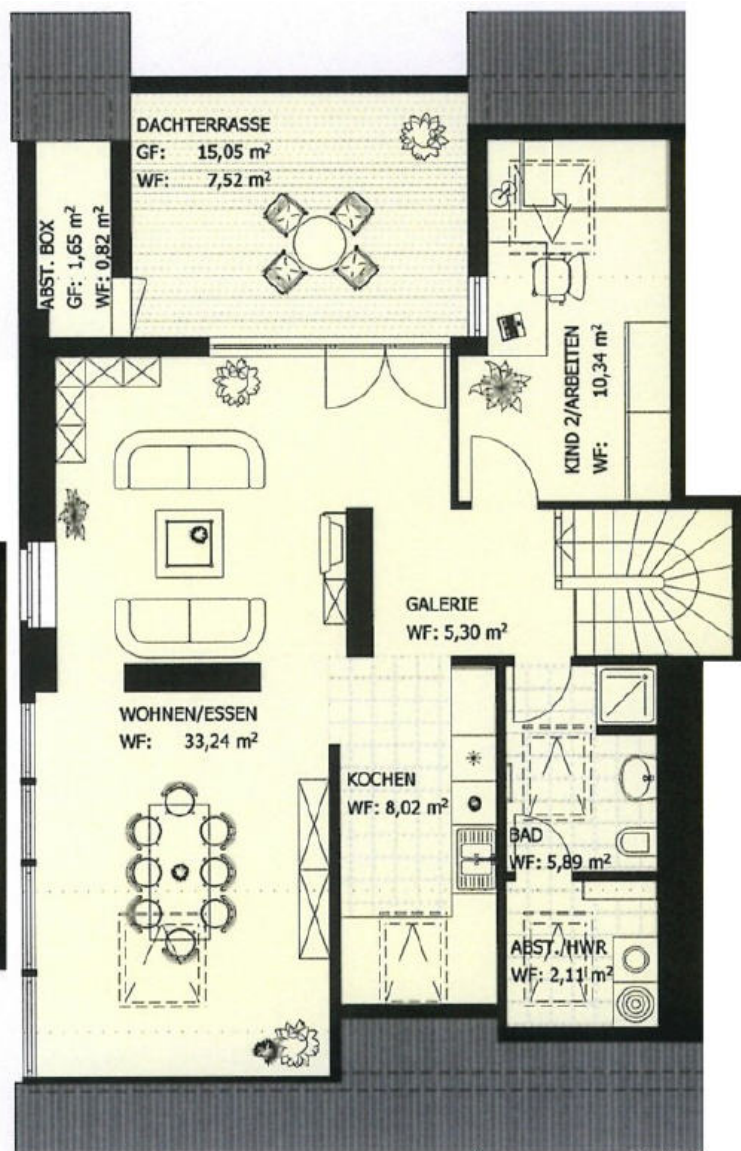 DACHTERRASSE
GF: 15,05 m²
WF: 7,52 m²
ABST. BOX
GF: 1,65 m²
WF: 0,82 m²
KIND 2/ARBEITEN
WF: 10,34 m²
GALERIE
WF: 5,30 m²
WOHNEN/ESSEN
WF: 33,24 m²
KOCHEN
WF: 8,02 m²
BAD
WF: 5,89 m²
ABST./HWR
WF: 2,11 m²